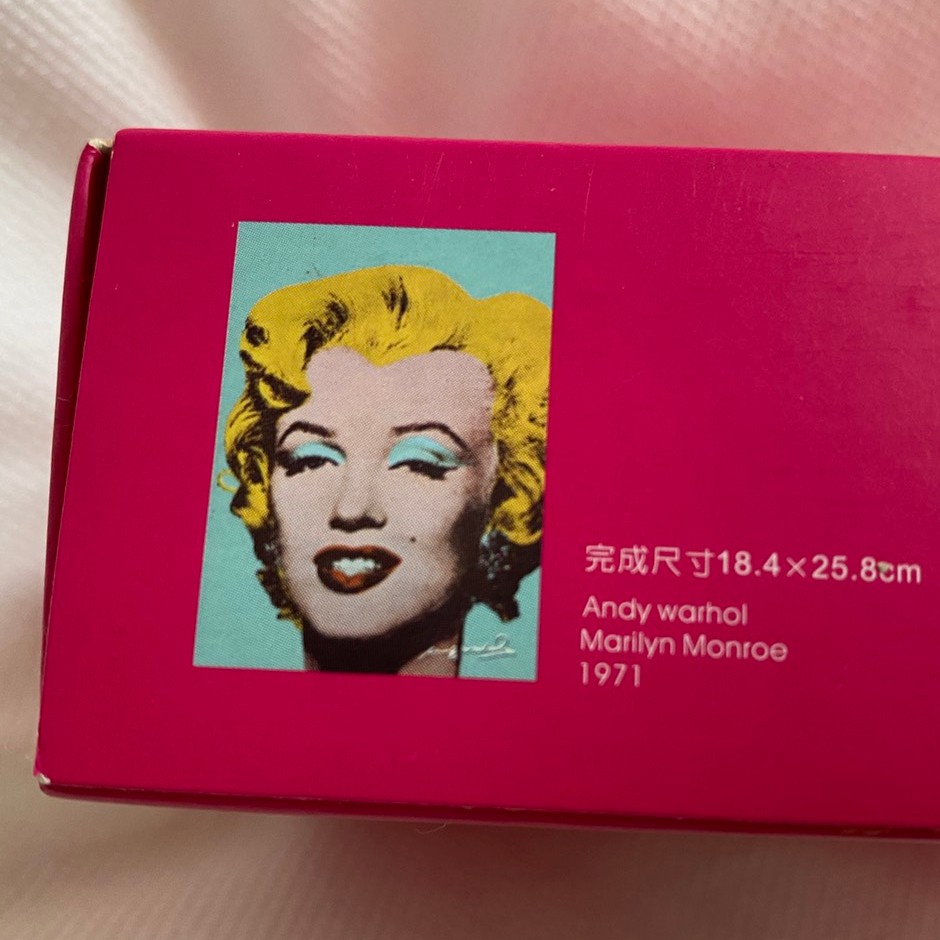 完成尺寸18.4×25.8cm
Andy warhol
Marilyn Monroe
1971